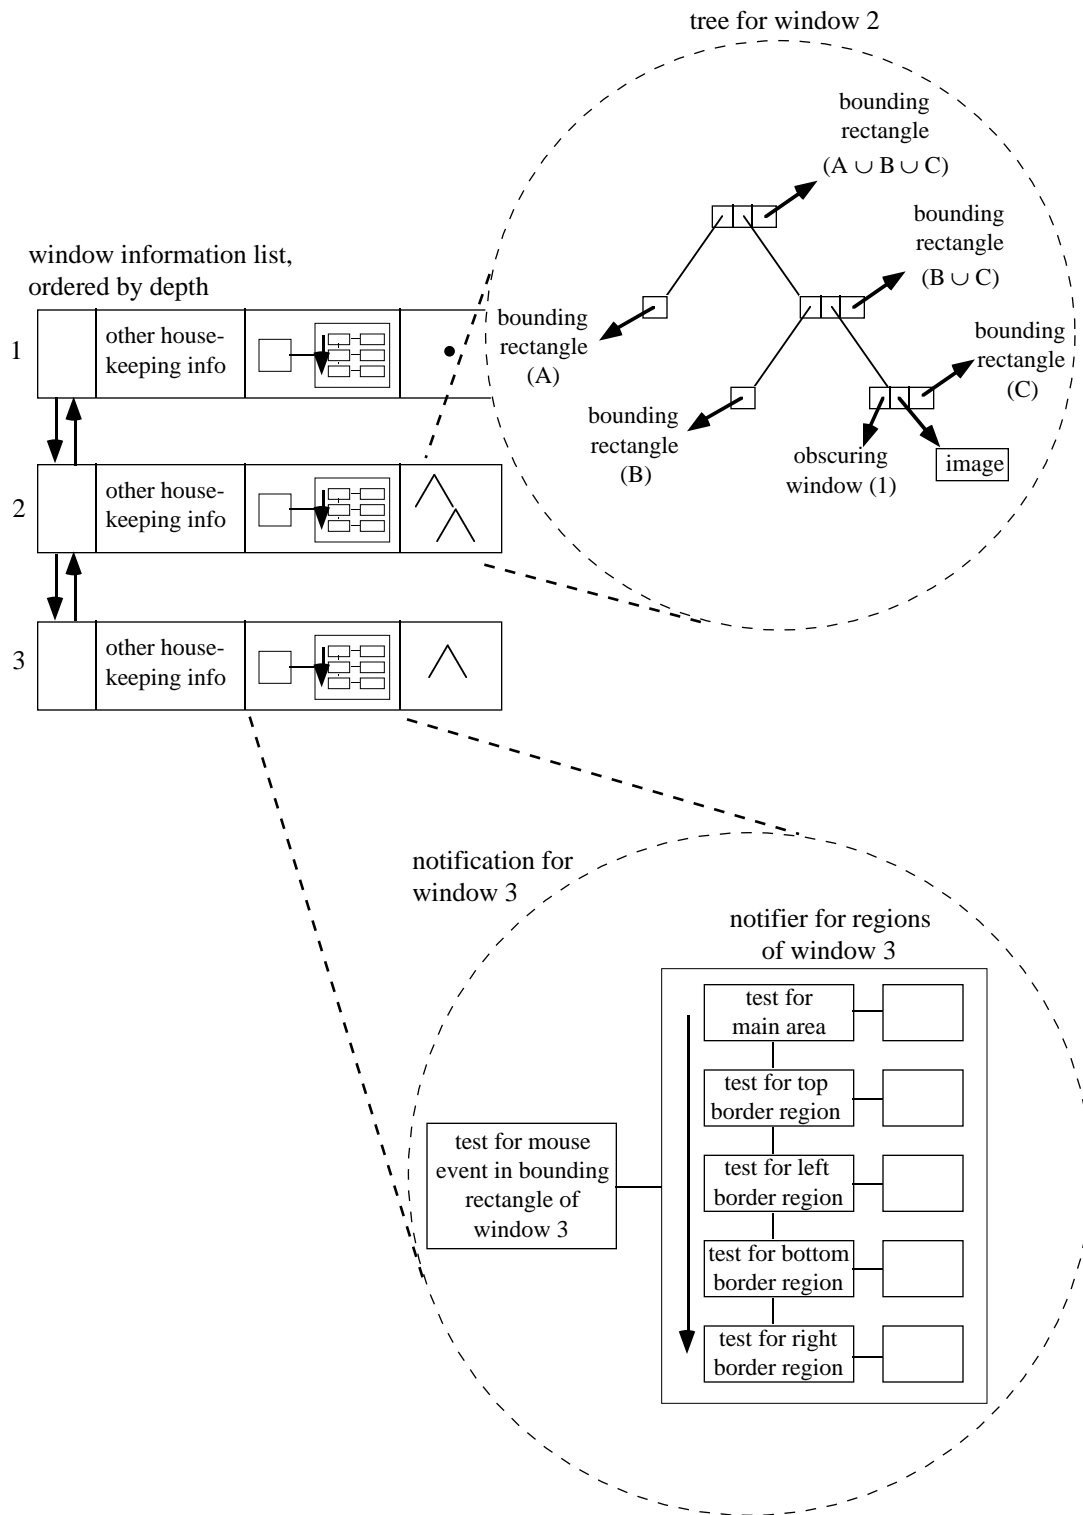 tree for window 2
bounding
rectangle
(A ∪ B ∪ C)
bounding
rectangle
(B ∪ C)
window information list,
ordered by depth
bounding
rectangle
(A)
bounding
rectangle
(C)
1
other house-
keeping info
bounding
rectangle
(B)
obscuring
window (1)
image
2
other house-
keeping info
3
other house-
keeping info
notification for
window 3
notifier for regions
of window 3
test for
main area
test for top
border region
test for mouse
event in bounding
rectangle of
window 3
test for left
border region
test for bottom
border region
test for right
border region